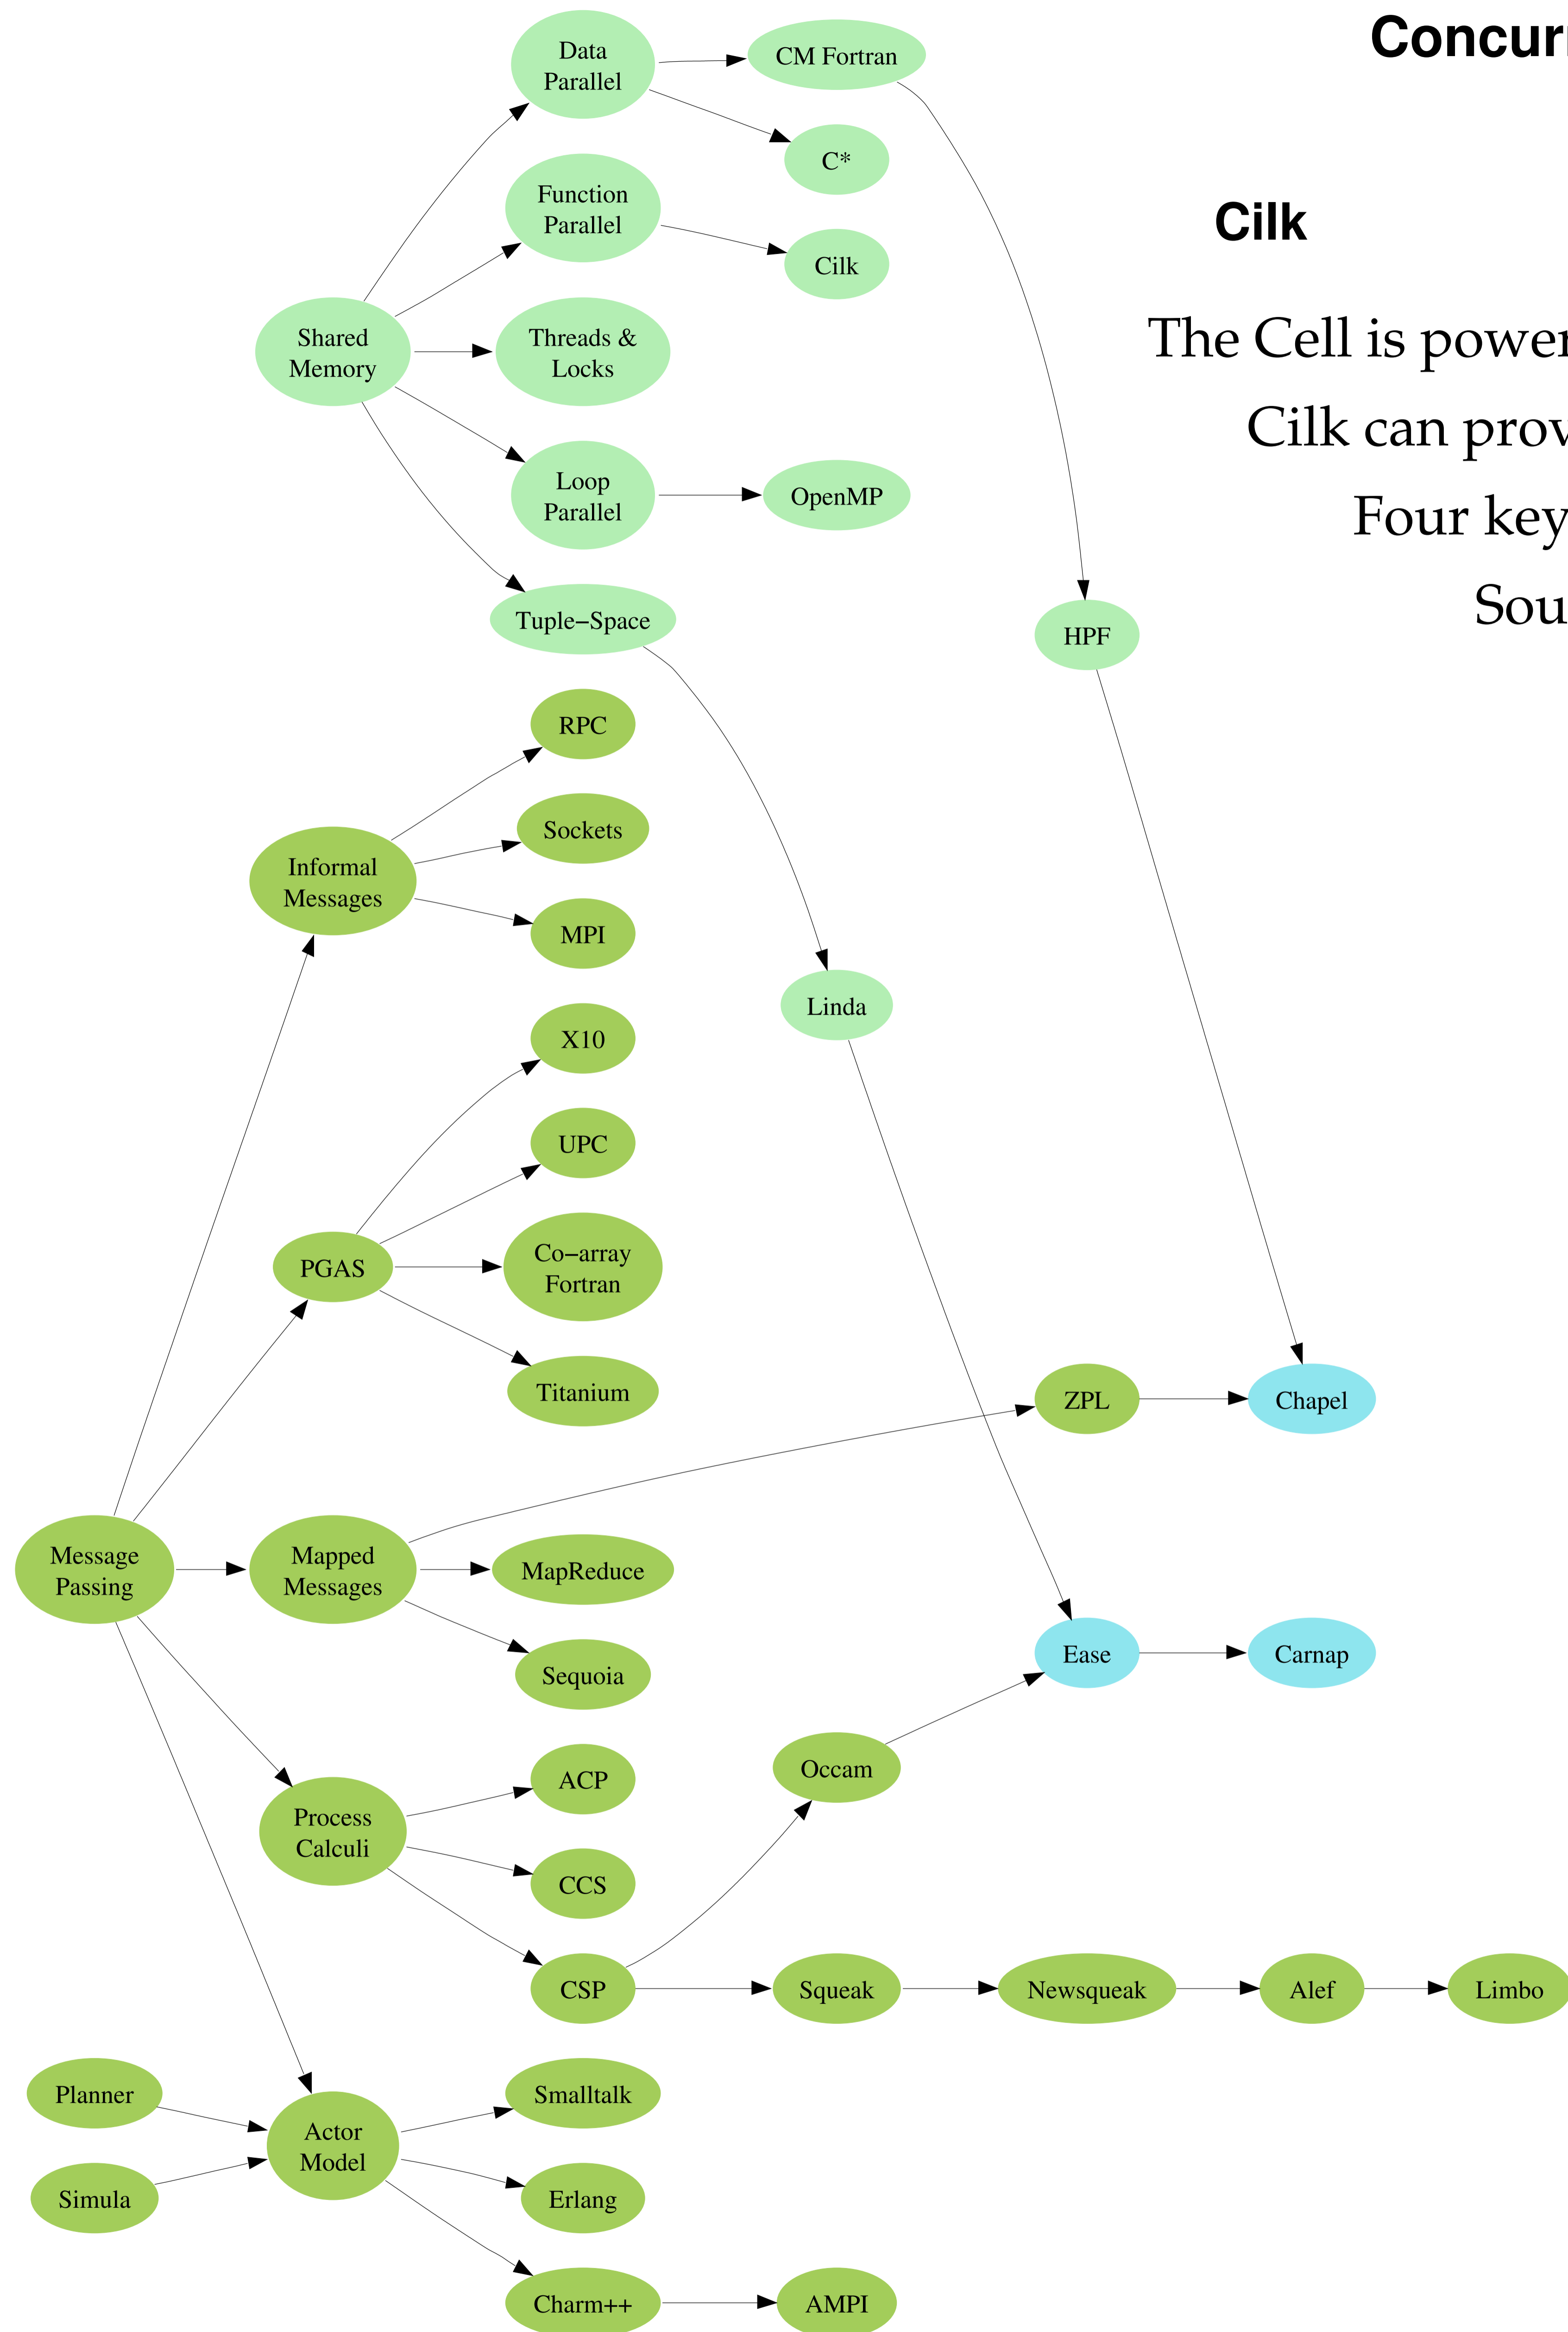 Concurr
Data
Parallel
CM Fortran
C*
Function
Parallel
Cilk
Cilk
Shared
Memory
Threads &
Locks
The Cell is power
Cilk can prov
Loop
Parallel
OpenMP
Four key
Sou
Tuple−Space
HPF
RPC
Informal
Messages
Sockets
MPI
Linda
X10
UPC
PGAS
Co−array
Fortran
Titanium
ZPL
Chapel
Message
Passing
Mapped
Messages
MapReduce
Sequoia
Ease
Carnap
Occam
Process
Calculi
ACP
CCS
CSP
Squeak
Newsqueak
Alef
Limbo
Planner
Simula
Actor
Model
Smalltalk
Erlang
Charm++
AMPI